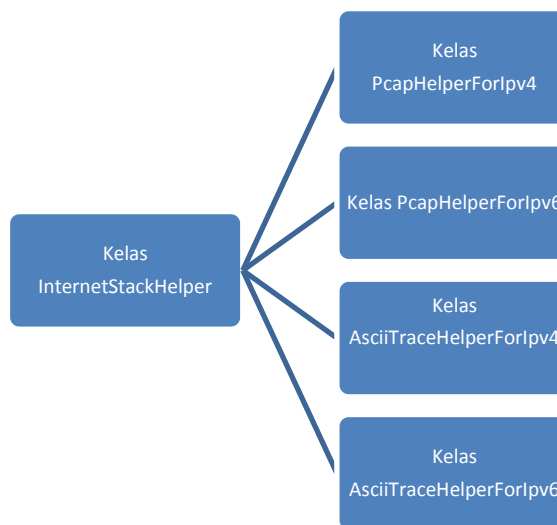 Kelas
PcapHelperForIpv4
Kelas PcapHelperForIpv6
Kelas
InternetStackHelper
Kelas
AsciiTraceHelperForIpv4
Kelas
AsciiTraceHelperForIpv6